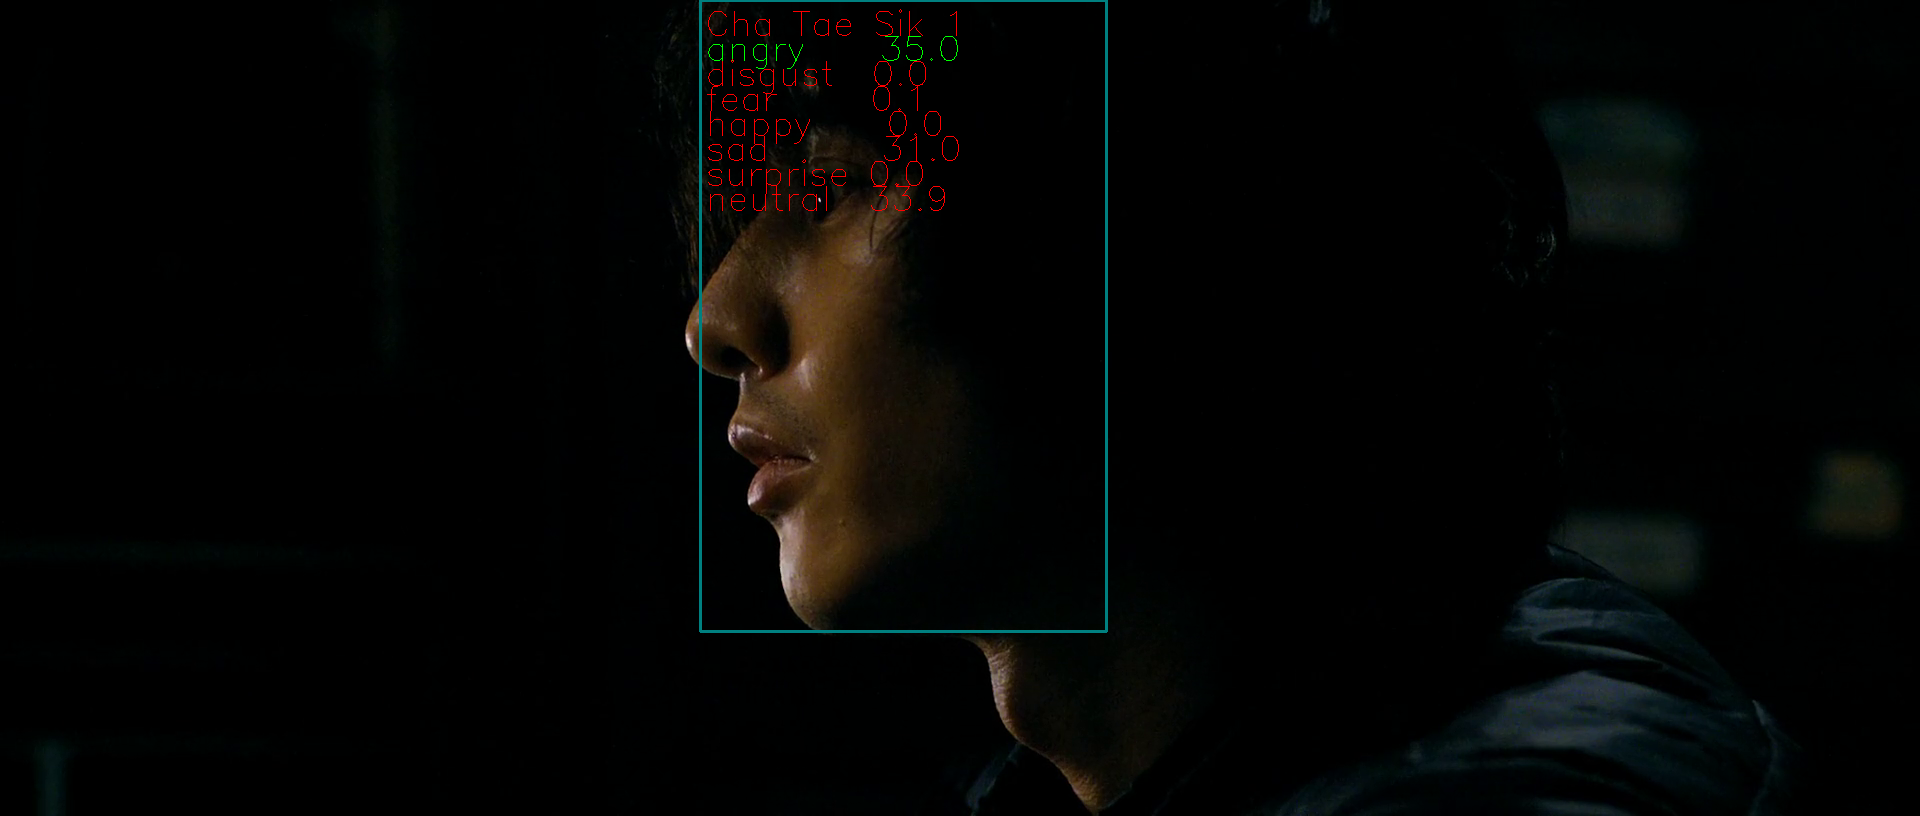 Cha Tae Sik 1
angry 35.0
disgust 0.0
fear 0.1
happy 0.0
sad 31.0
surprise 0.0
neutral 33.9